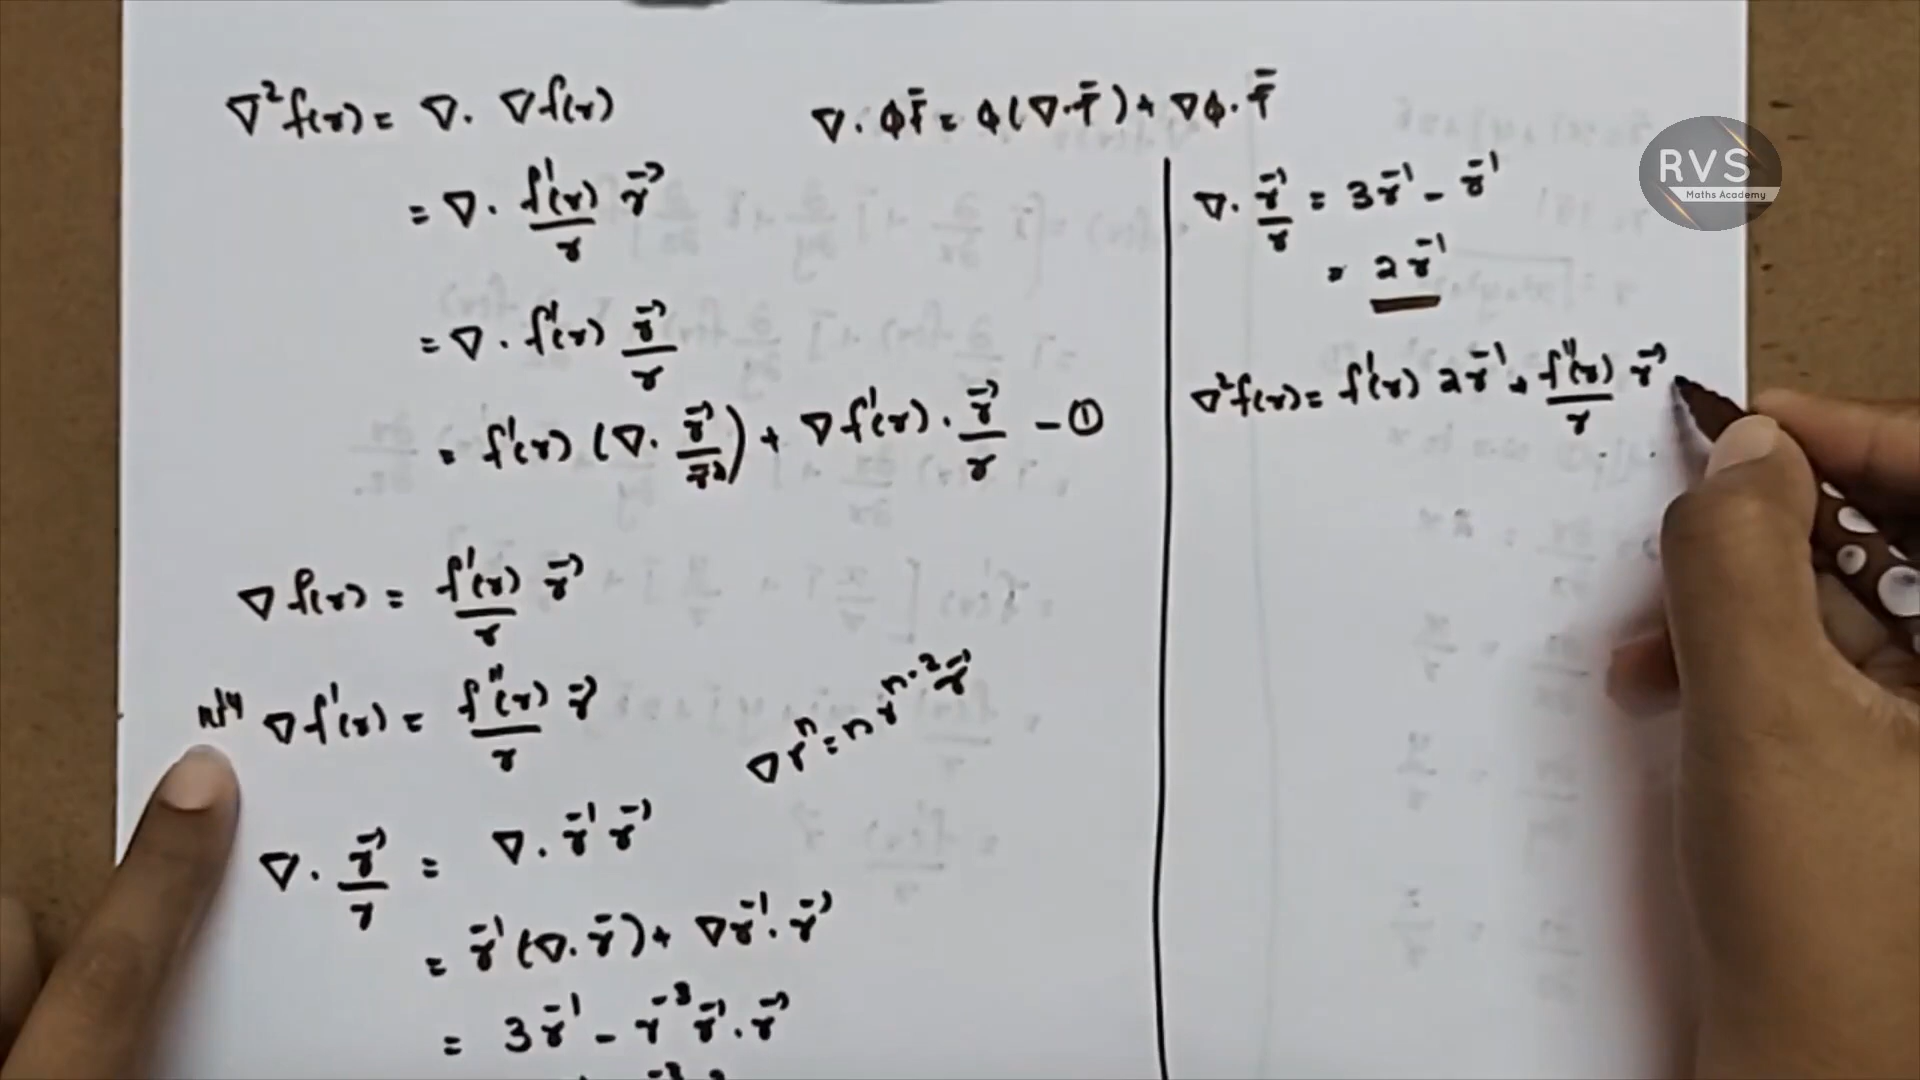 ∇²f(r) = ∇. ∇f(r)
∇. φF̄ = φ(∇.F̄) + ∇φ. F̄
= ∇. f'(r)/r r⃗
= ∇. f'(r) r⃗/r
= f'(r) (∇. r⃗/r) + ∇f'(r). r⃗/r - ①
∇f(r) = f'(r)/r r⃗
∇f'(r) = f''(r)/r r⃗
∇rⁿ = n rⁿ⁻² r⃗
∇. r⃗/r = ∇. r⁻¹ r⃗
= r⁻¹(∇. r̄) + ∇r⁻¹. r⃗
= 3r⁻¹ - r⁻³ r⃗. r⃗
∇. r⃗/r = 3r⁻¹ - r⁻¹
= 2r⁻¹
∇²f(r) = f'(r) 2r⁻¹ + f''(r)/r r⃗
RVS
Maths Academy